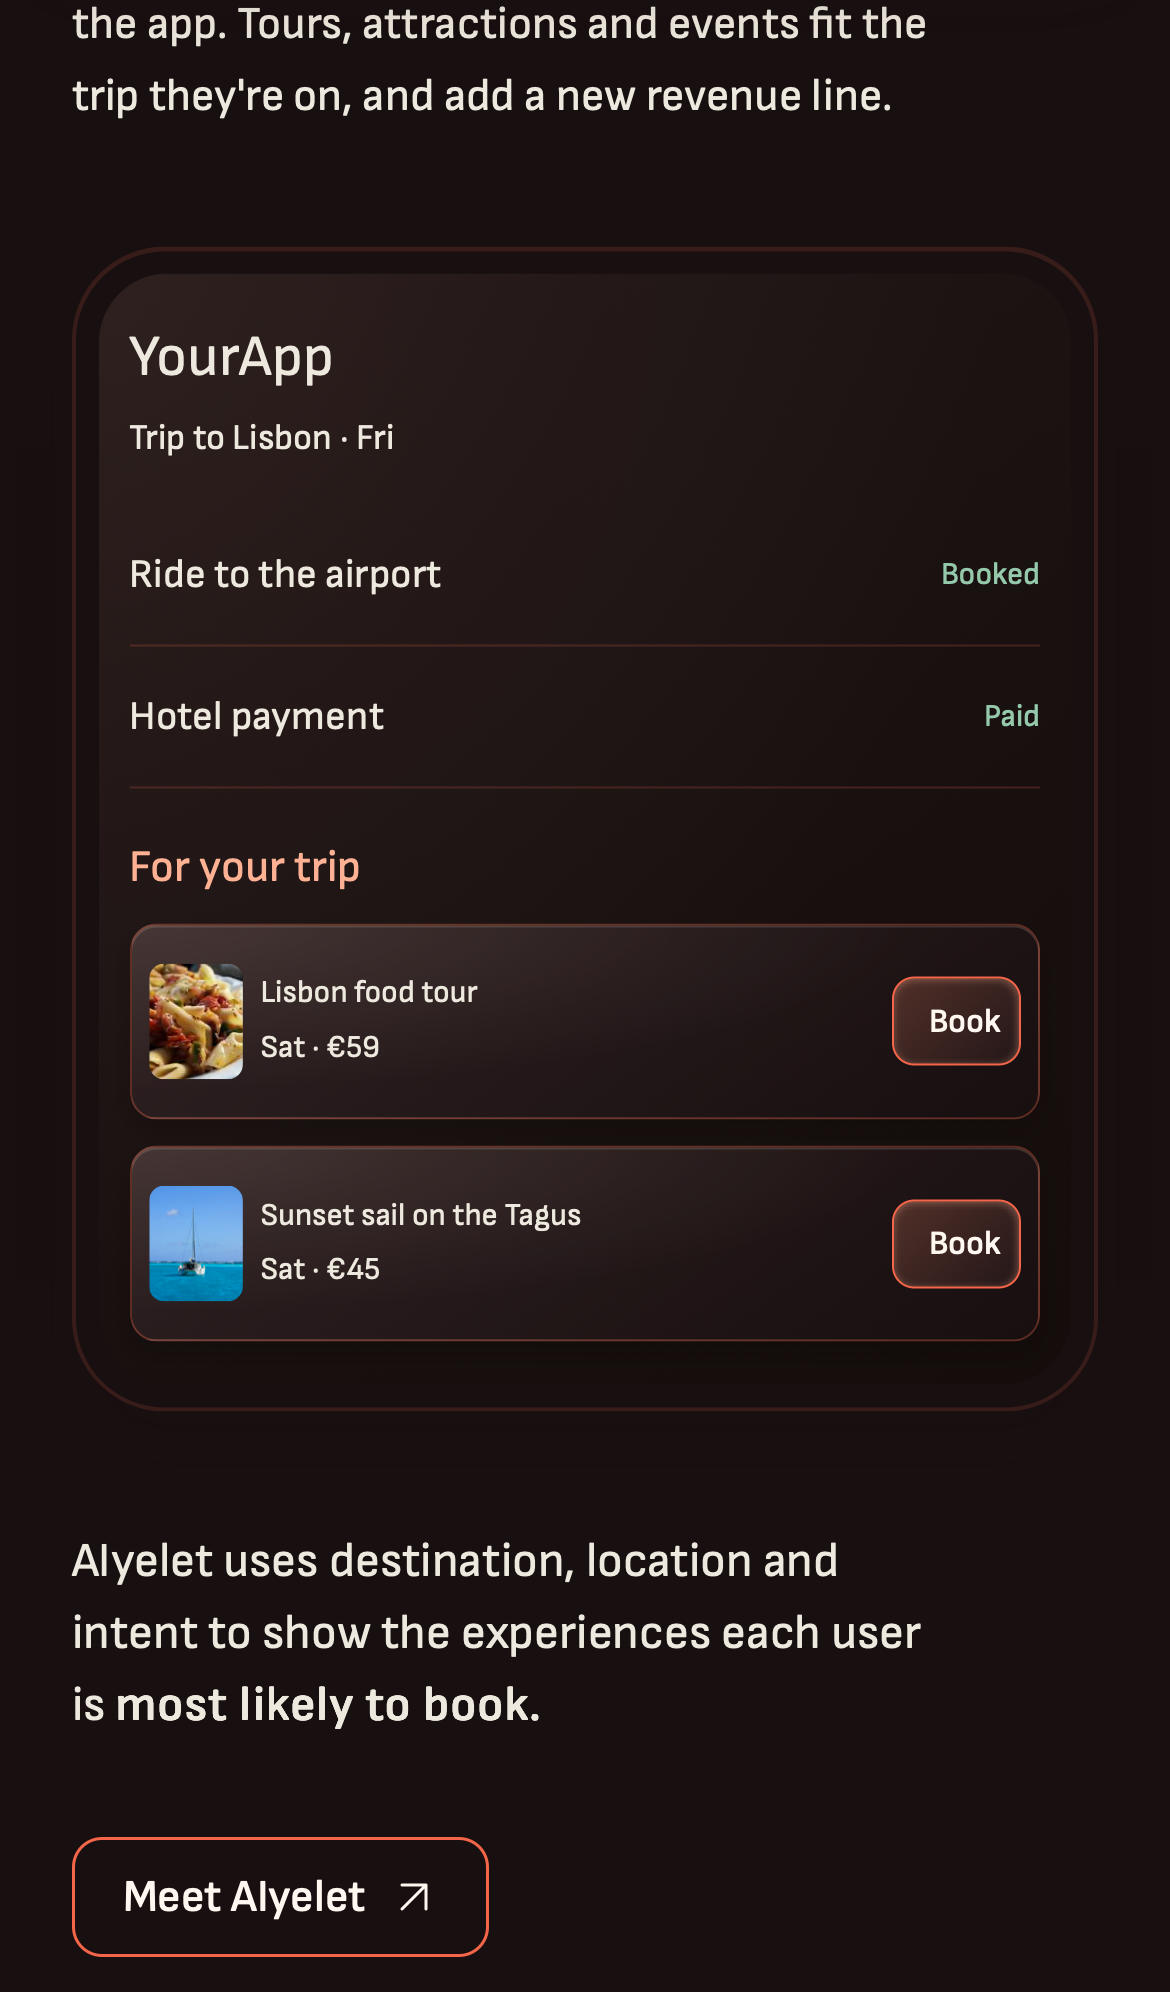 the app. Tours, attractions and events fit the
trip they're on, and add a new revenue line.
YourApp
Trip to Lisbon · Fri
Ride to the airport
Booked
Hotel payment
Paid
For your trip
Lisbon food tour
Sat · €59
Book
Sunset sail on the Tagus
Sat · €45
Book
AIyelet uses destination, location and
intent to show the experiences each user
is most likely to book.
Meet AIyelet